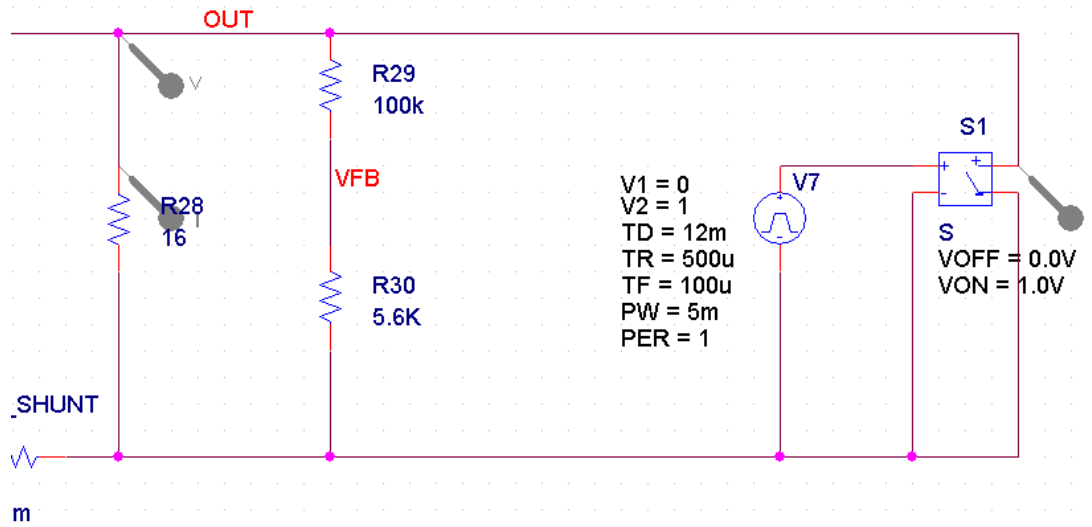 OUT
R29
100k
V
VFB
R28
16
I
R30
5.6K
V1 = 0
V2 = 1
TD = 12m
TR = 500u
TF = 100u
PW = 5m
PER = 1
V7
+
-
S1
+
+
-
-
S
VOFF = 0.0V
VON = 1.0V
_SHUNT
m